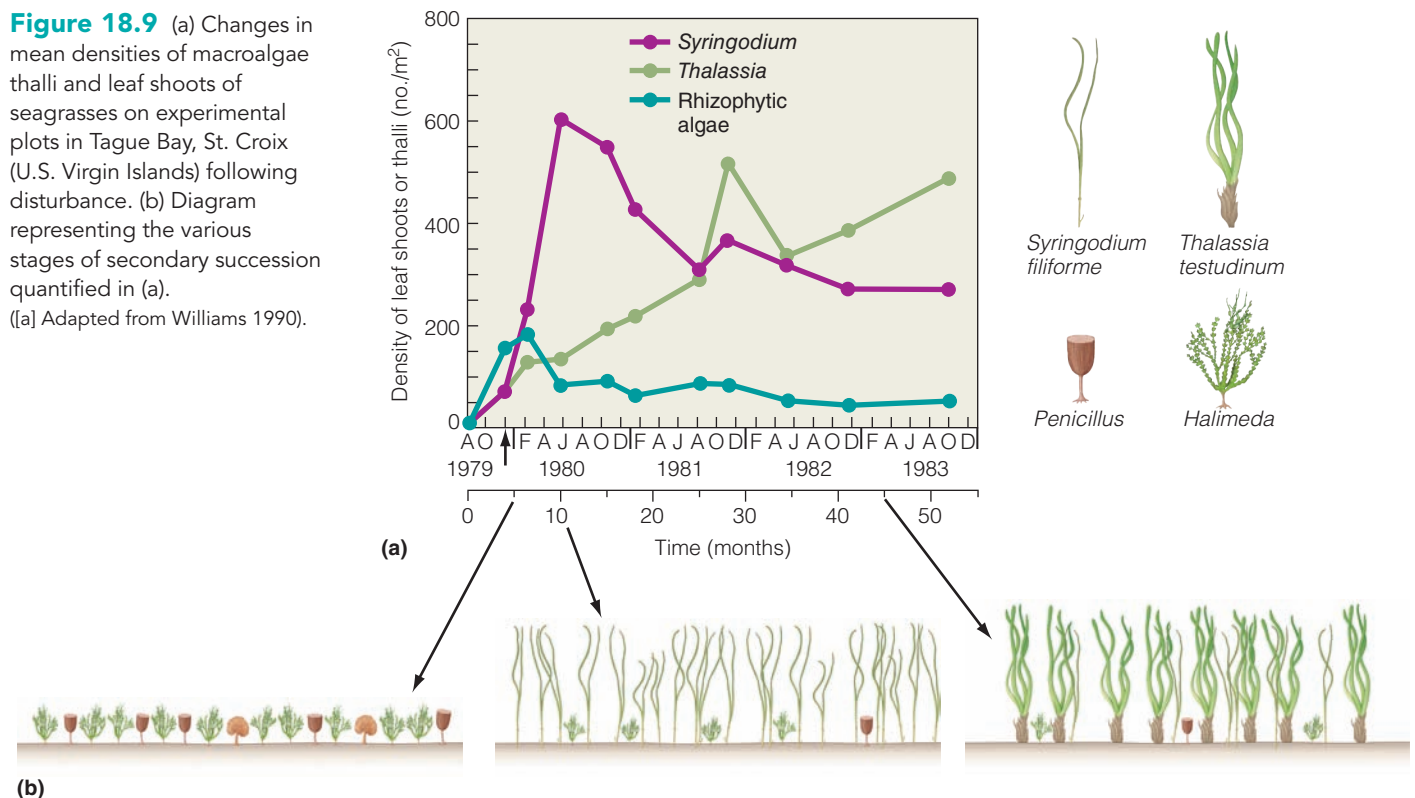 Figure 18.9 (a) Changes in
mean densities of macroalgae
thalli and leaf shoots of
seagrasses on experimental
plots in Tague Bay, St. Croix
(U.S. Virgin Islands) following
disturbance. (b) Diagram
representing the various
stages of secondary succession
quantified in (a).
([a] Adapted from Williams 1990).
Density of leaf shoots or thalli (no./m²)
800
600
400
200
0
Syringodium
Thalassia
Rhizophytic
algae
A O F A J A O D F A J A O D F A J A O D F A J A O D
1979 1980 1981 1982 1983
0 10 20 30 40 50
(a)
Time (months)
Syringodium
filiforme
Thalassia
testudinum
Penicillus
Halimeda
(b)